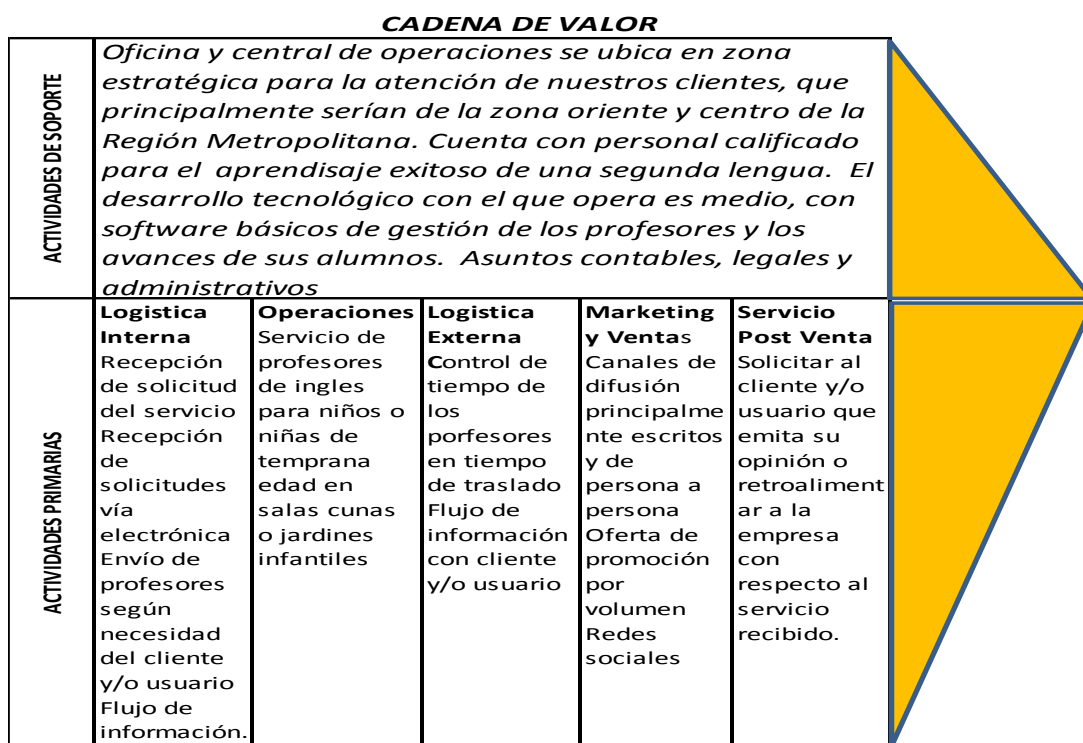 CADENA DE VALOR
ACTIVIDADES DE SOPORTE
Oficina y central de operaciones se ubica en zona
estratégica para la atención de nuestros clientes, que
principalmente serían de la zona oriente y centro de la
Región Metropolitana. Cuenta con personal calificado
para el aprendisaje exitoso de una segunda lengua. El
desarrollo tecnológico con el que opera es medio, con
software básicos de gestión de los profesores y los
avances de sus alumnos. Asuntos contables, legales y
administrativos
ACTIVIDADES PRIMARIAS
Logistica
Interna
Recepción
de solicitud
del servicio
Recepción
de
solicitudes
vía
electrónica
Envío de
profesores
según
necesidad
del cliente
y/o usuario
Flujo de
información.
Operaciones
Servicio de
profesores
de ingles
para niños o
niñas de
temprana
edad en
salas cunas
o jardines
infantiles
Logistica
Externa
Control de
tiempo de
los
porfesores
en tiempo
de traslado
Flujo de
información
con cliente
y/o usuario
Marketing
y Ventas
Canales de
difusión
principalme
nte escritos
y de
persona a
persona
Oferta de
promoción
por
volumen
Redes
sociales
Servicio
Post Venta
Solicitar al
cliente y/o
usuario que
emita su
opinión o
retroaliment
ar a la
empresa
con
respecto al
servicio
recibido.